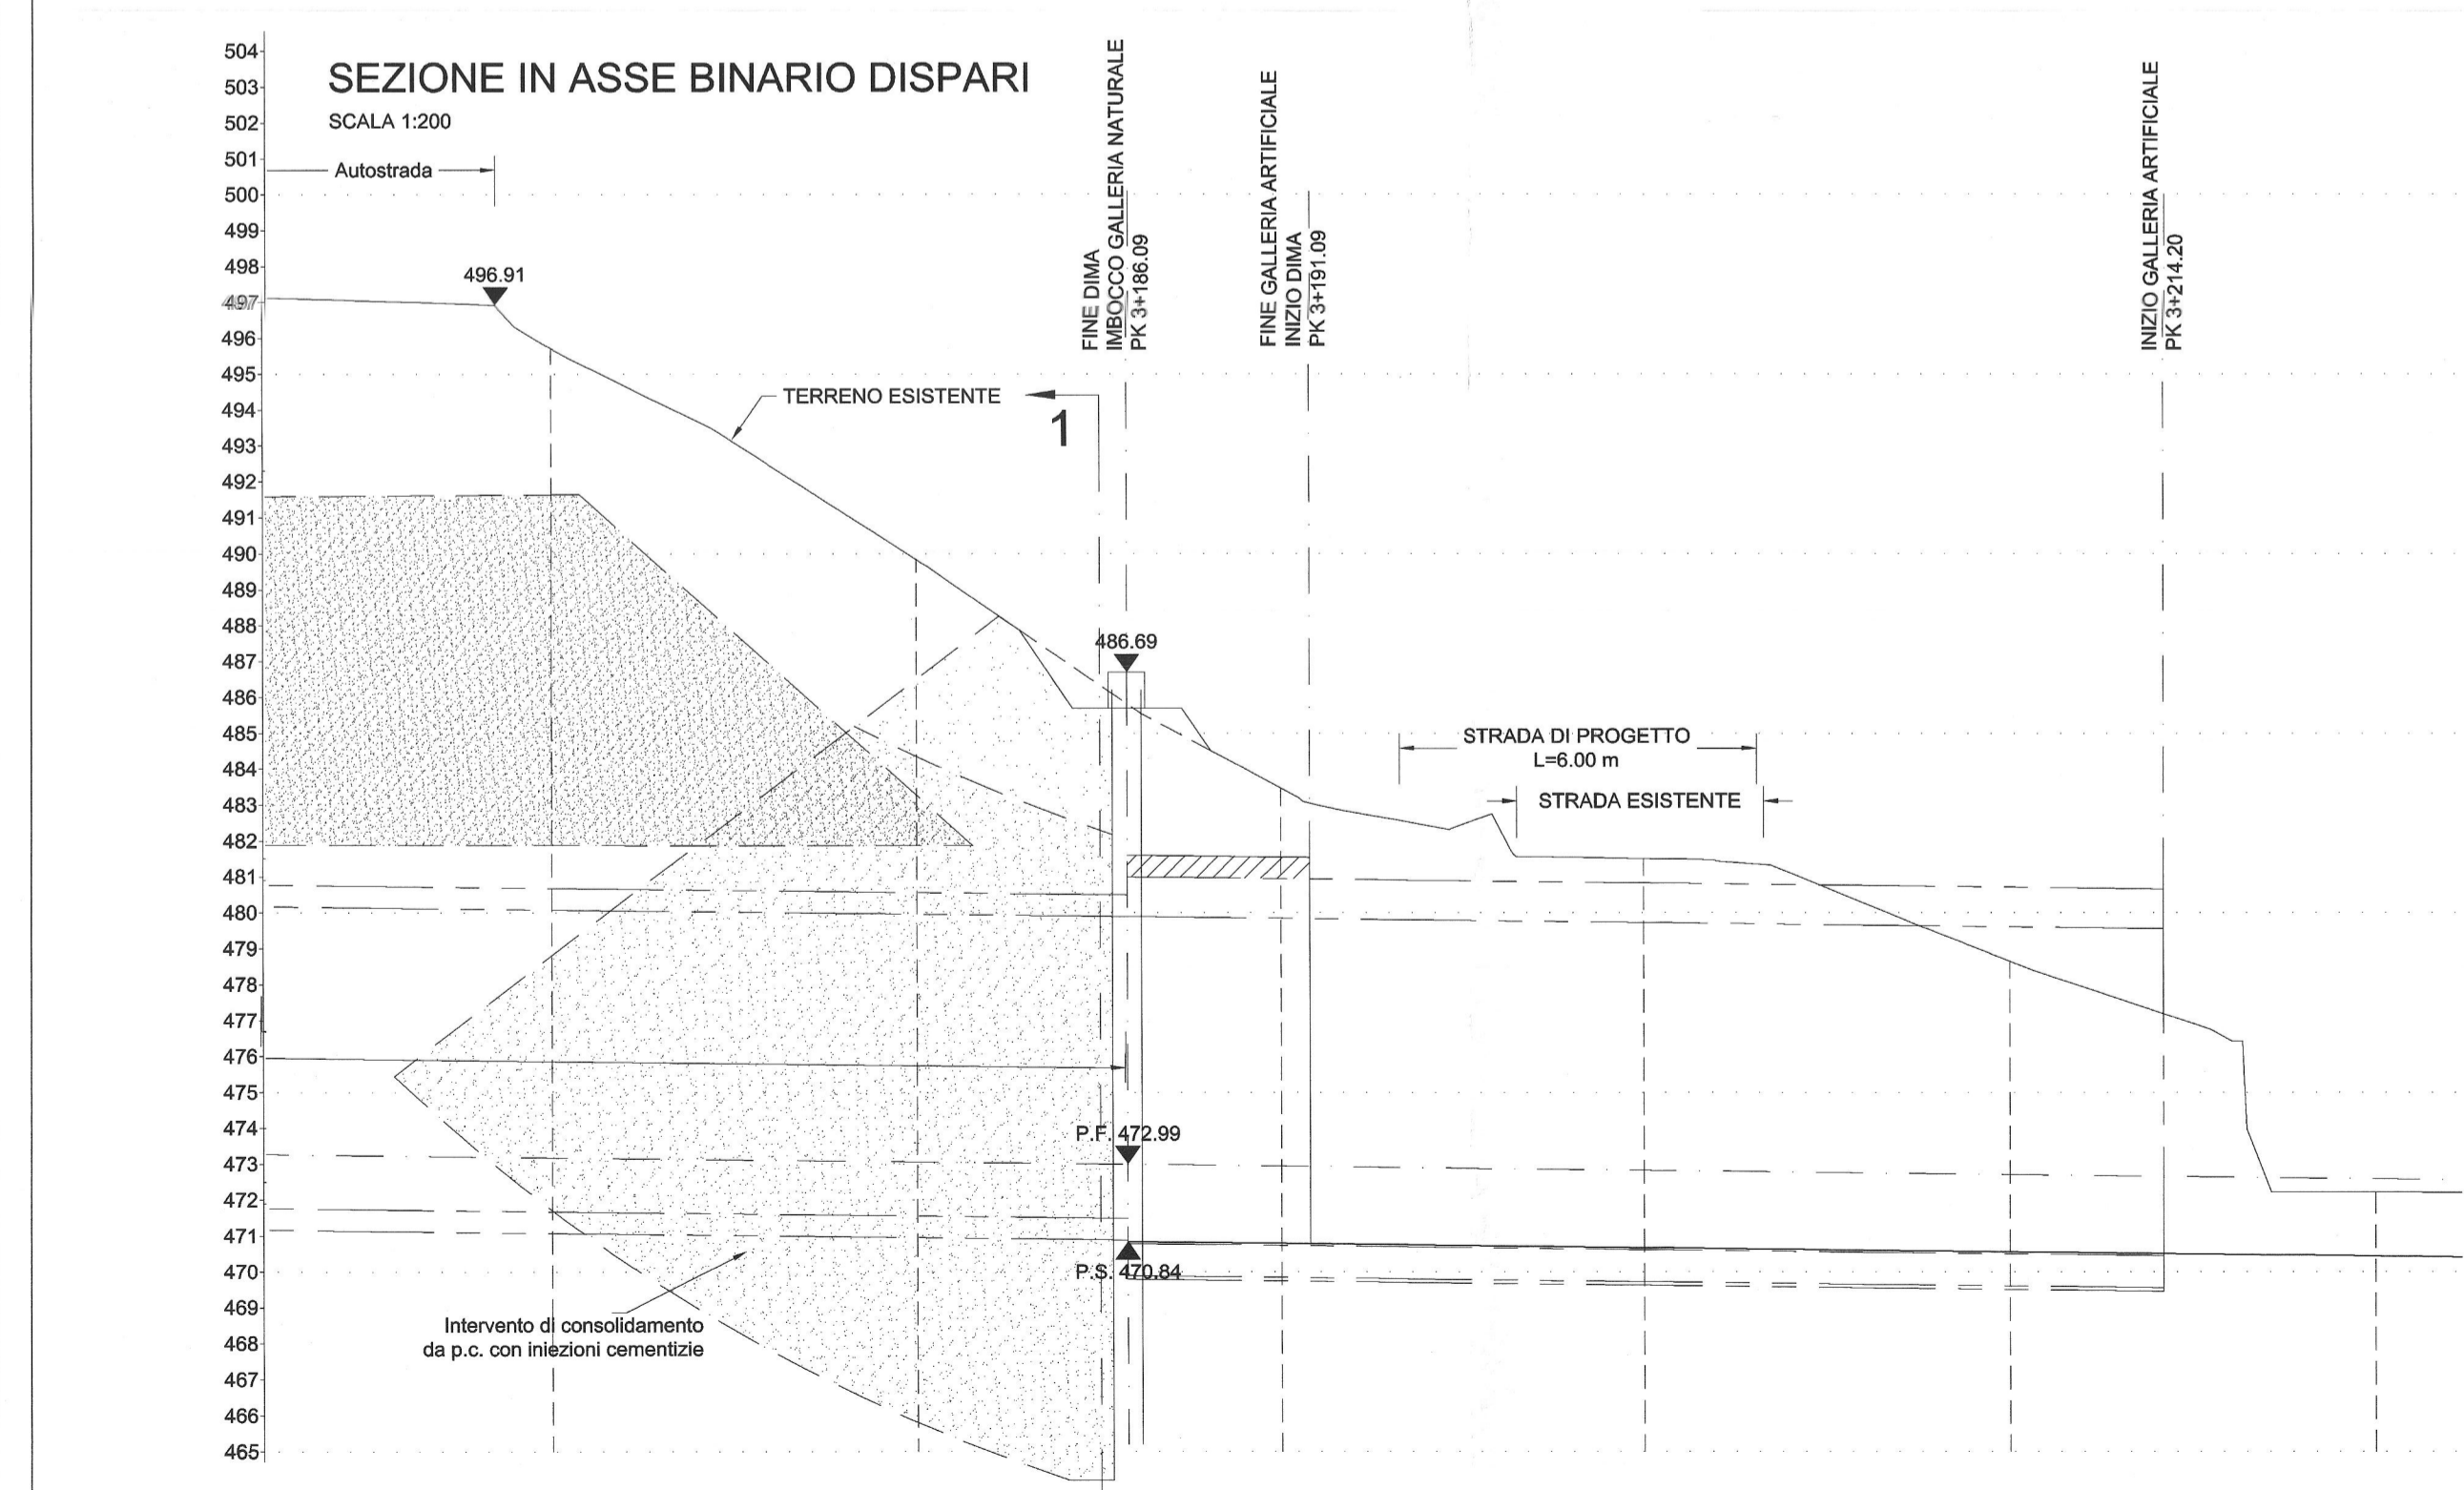 SEZIONE IN ASSE BINARIO DISPARI
SCALA 1:200
Autostrada
504
503
502
501
500
499
498
497
496
495
494
493
492
491
490
489
488
487
486
485
484
483
482
481
480
479
478
477
476
475
474
473
472
471
470
469
468
467
466
465
496.91
TERRENO ESISTENTE
1
FINE DIMA
IMBOCCO GALLERIA NATURALE
PK 3+186.09
FINE GALLERIA ARTIFICIALE
INIZIO DIMA
PK 3+191.09
INIZIO GALLERIA ARTIFICIALE
PK 3+214.20
486.69
STRADA DI PROGETTO
L=6.00 m
STRADA ESISTENTE
P.F. 472.99
P.S. 470.84
Intervento di consolidamento
da p.c. con iniezioni cementizie